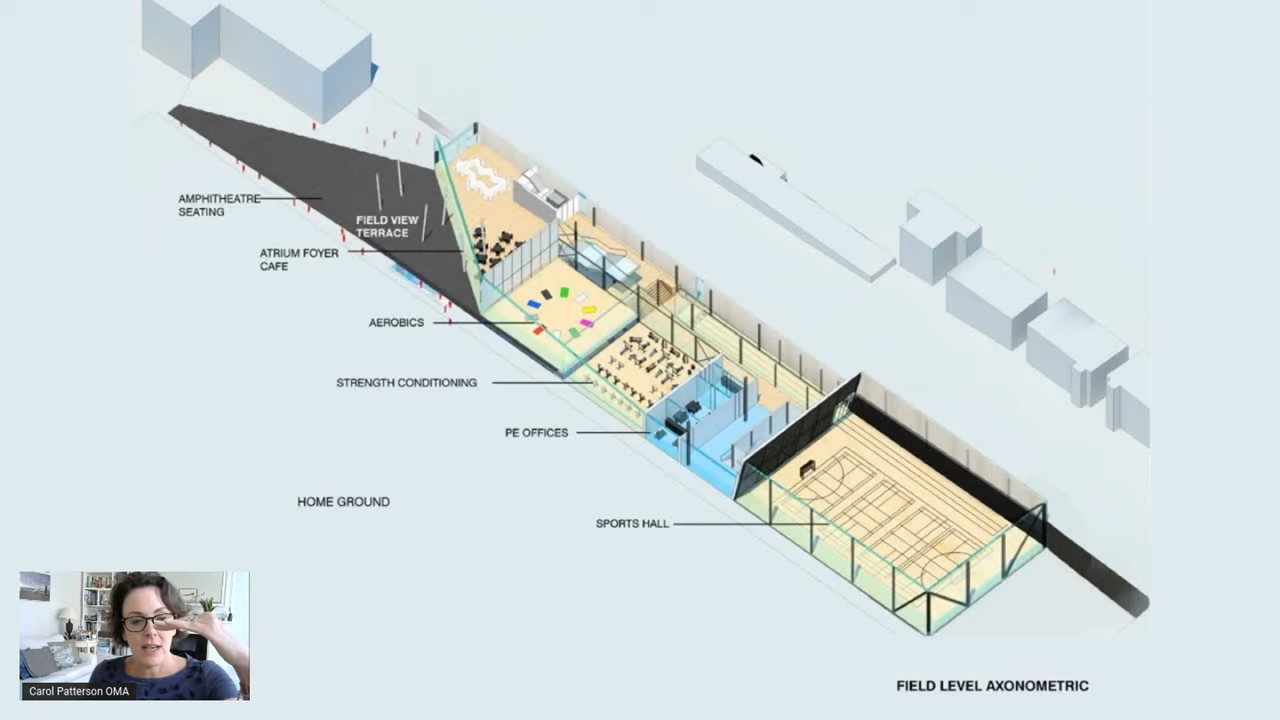 AMPHITHEATRE
SEATING
FIELD VIEW
TERRACE
ATRIUM FOYER
CAFE
AEROBICS
STRENGTH CONDITIONING
PE OFFICES
HOME GROUND
SPORTS HALL
Carol Patterson OMA
FIELD LEVEL AXONOMETRIC